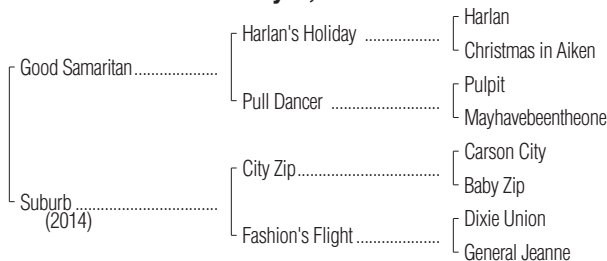 Harlan
Harlan's Holiday ..................
Christmas in Aiken
Good Samaritan....................
Pulpit
Pull Dancer ..........................
Mayhavebeentheone
Carson City
City Zip..................................
Baby Zip
Suburb ..................................
(2014)
Dixie Union
Fashion's Flight ....................
General Jeanne